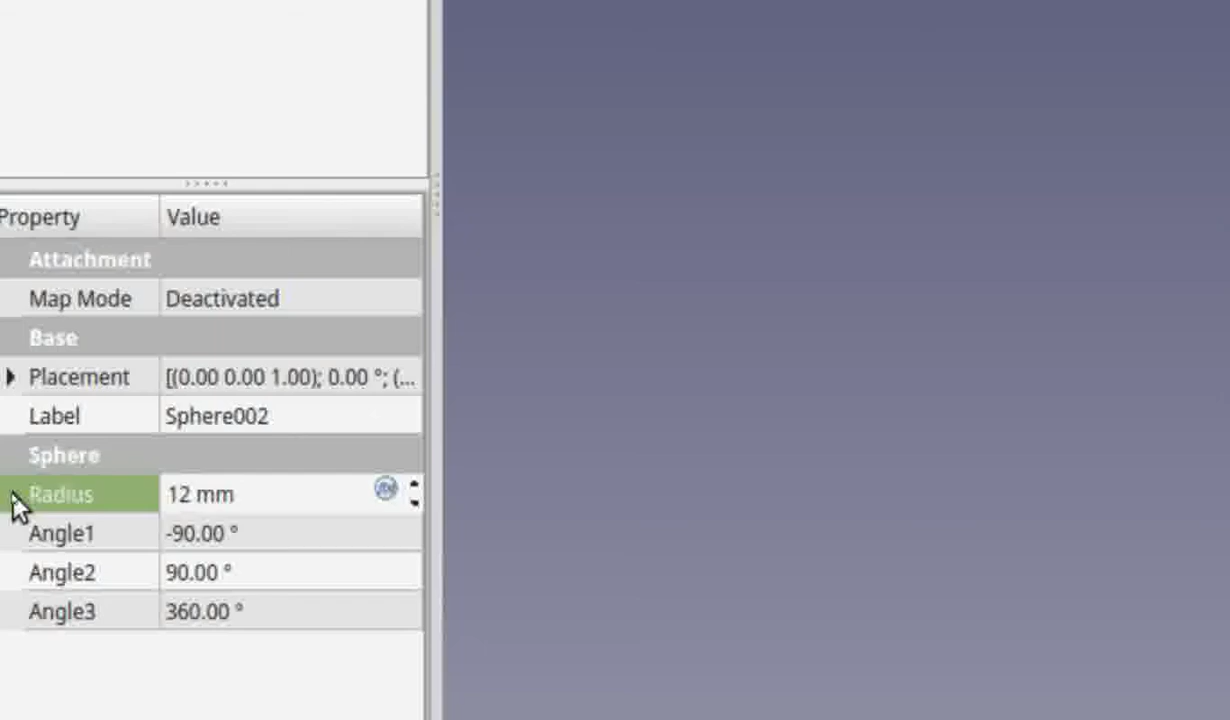 Property Value
Attachment
Map Mode Deactivated
Base
Placement [(0.00 0.00 1.00); 0.00 °; (...
Label Sphere002
Sphere
Radius 12 mm
Angle1 -90.00 °
Angle2 90.00 °
Angle3 360.00 °